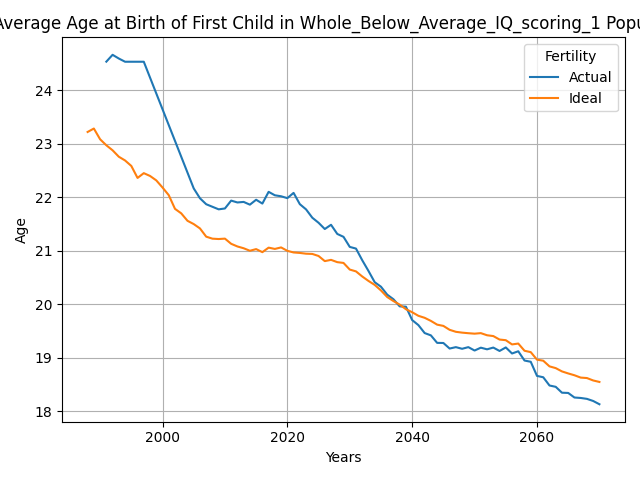 Average Age at Birth of First Child in Whole_Below_Average_IQ_scoring_1 Popu
Fertility
Actual
Ideal
24
23
22
21
20
19
18
Age
2000
2020
2040
2060
Years